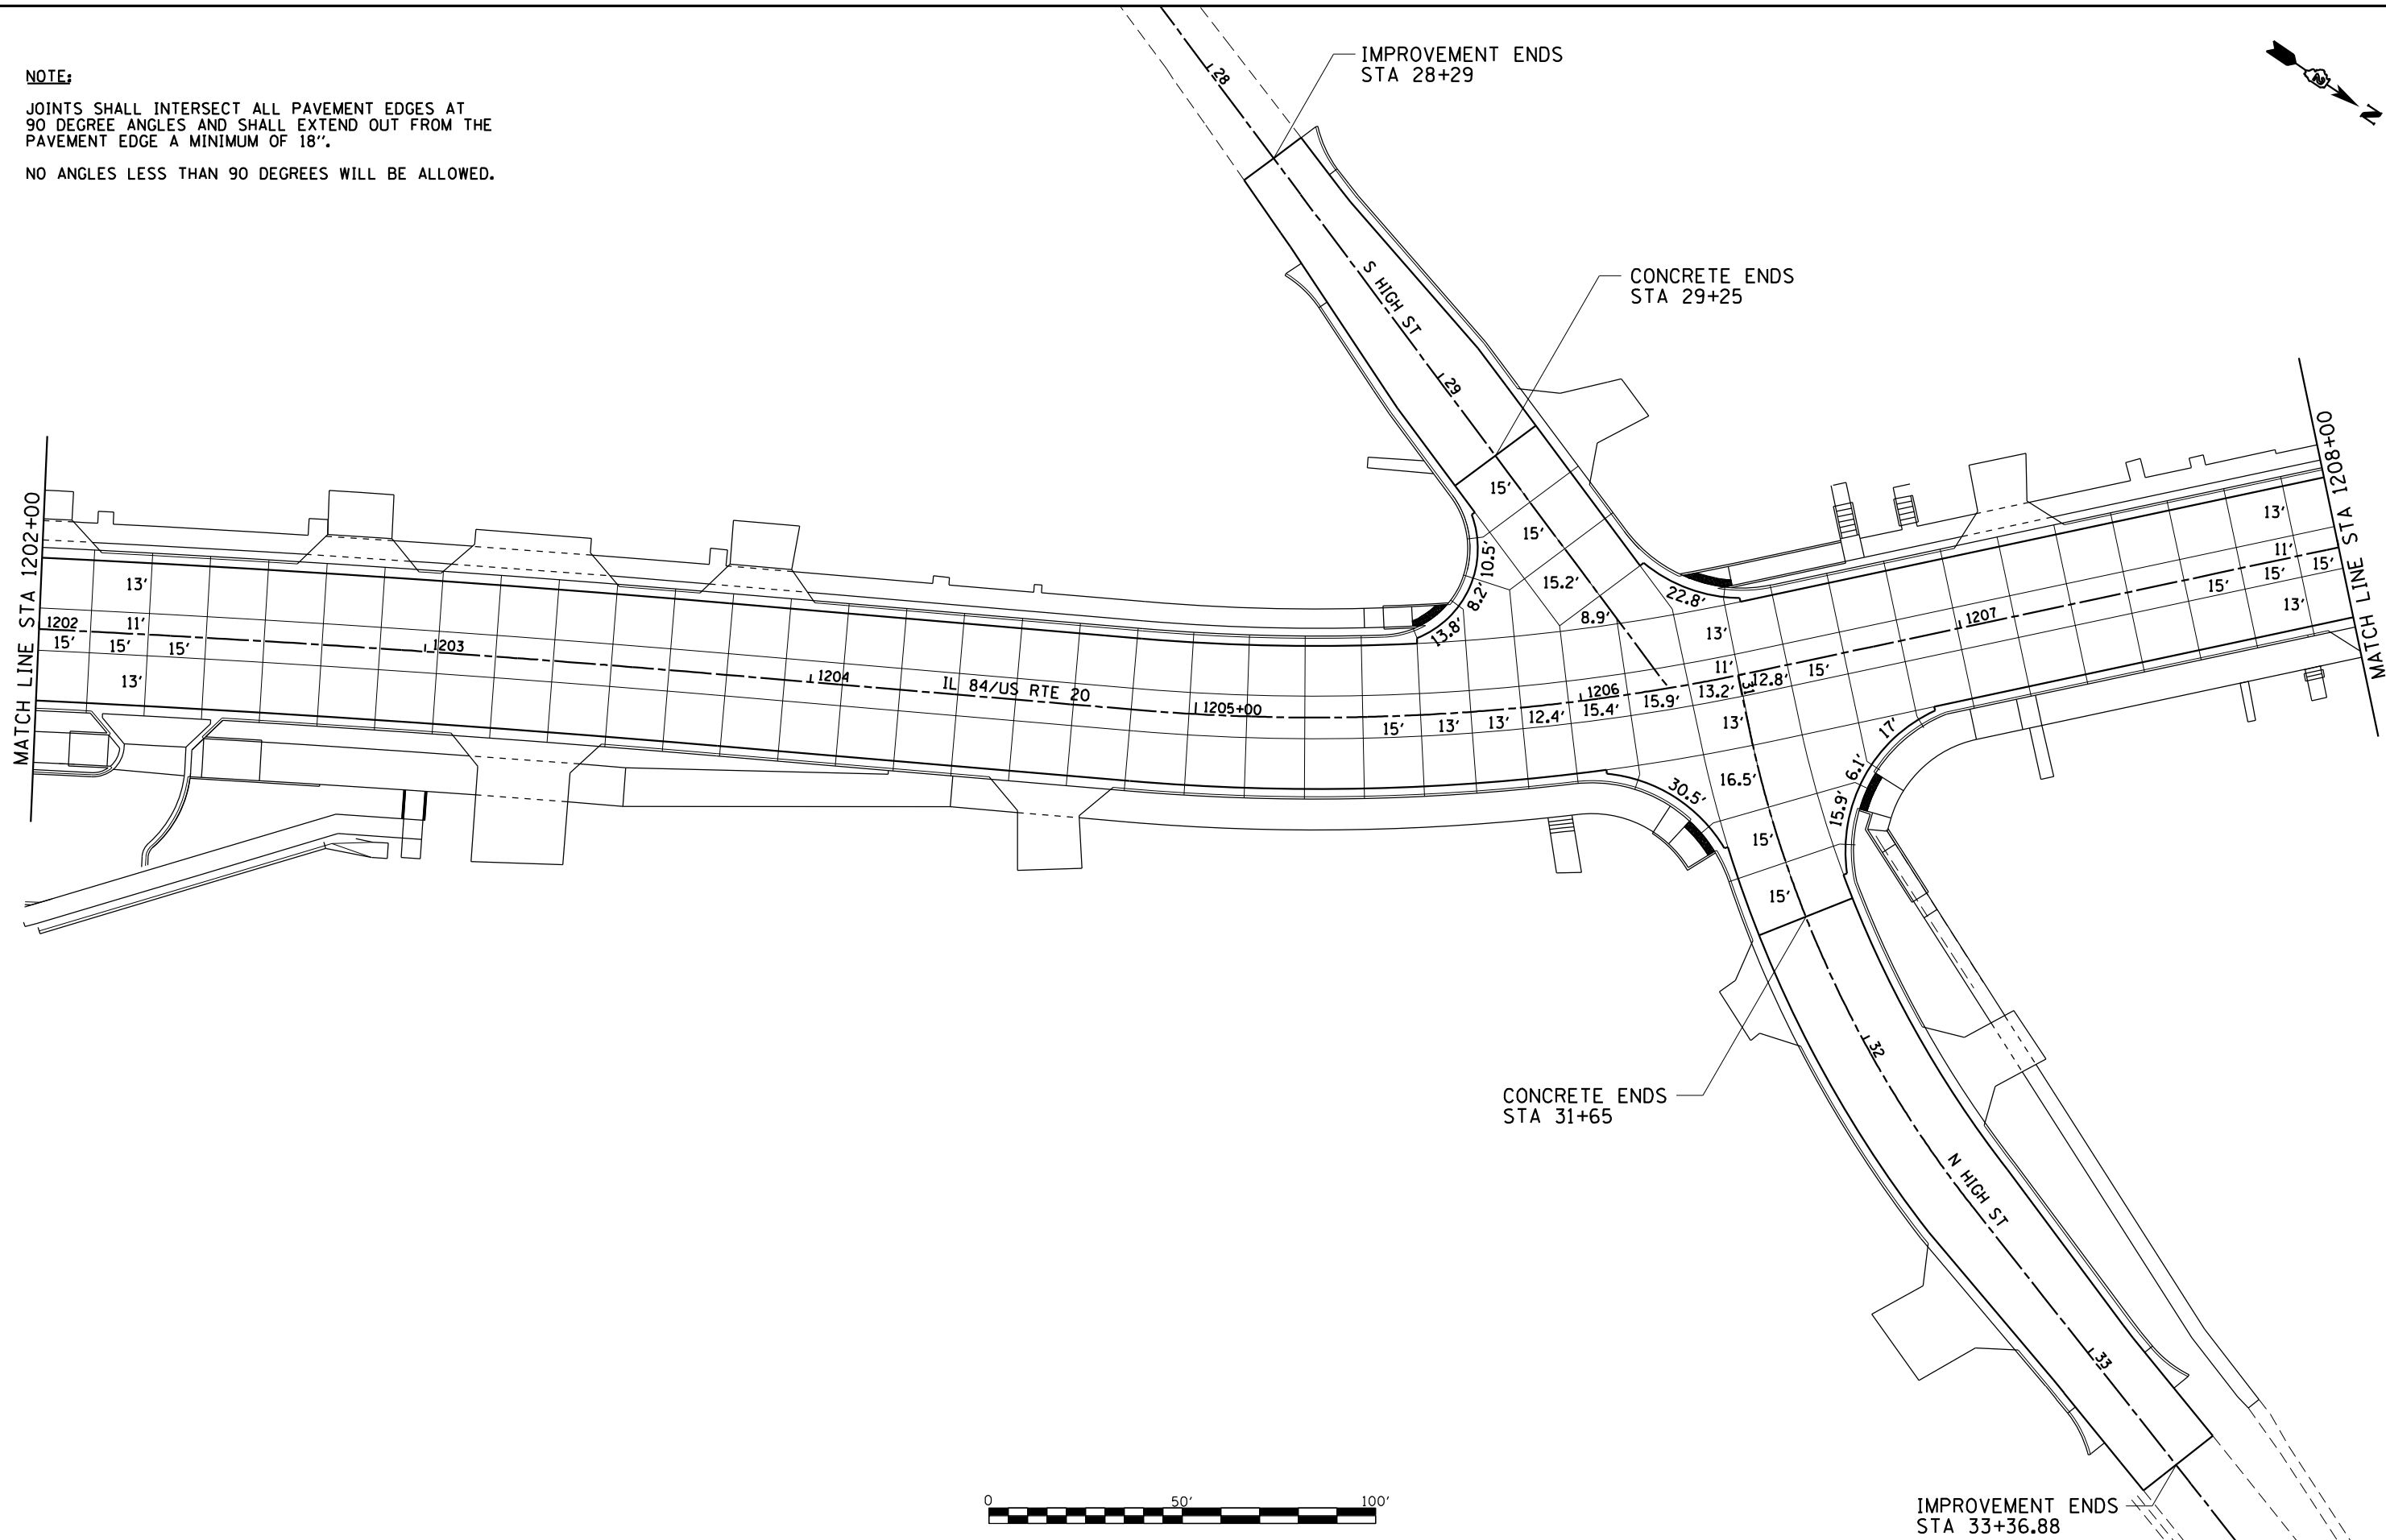 NOTE:
JOINTS SHALL INTERSECT ALL PAVEMENT EDGES AT
90 DEGREE ANGLES AND SHALL EXTEND OUT FROM THE
PAVEMENT EDGE A MINIMUM OF 18".
NO ANGLES LESS THAN 90 DEGREES WILL BE ALLOWED.
IMPROVEMENT ENDS
STA 28+29
N
28
S HIGH ST
29
CONCRETE ENDS
STA 29+25
15'
15'
15.2'
8.9'
10.5'
8.2'
13.8'
22.8'
MATCH LINE STA 1202+00
13'
11'
1202
15'
15'
15'
13'
1203
1204
IL 84/US RTE 20
1205+00
15'
13'
13'
12.4'
1206
15.4'
15.9'
13.2'
12.8'
15'
13'
11'
31
13'
16.5'
15'
15'
30.5'
17'
6.1'
15.9'
1207
13'
11'
15'
15'
15'
13'
MATCH LINE STA 1208+00
CONCRETE ENDS
STA 31+65
32
N HIGH ST
33
IMPROVEMENT ENDS
STA 33+36.88
0
50'
100'